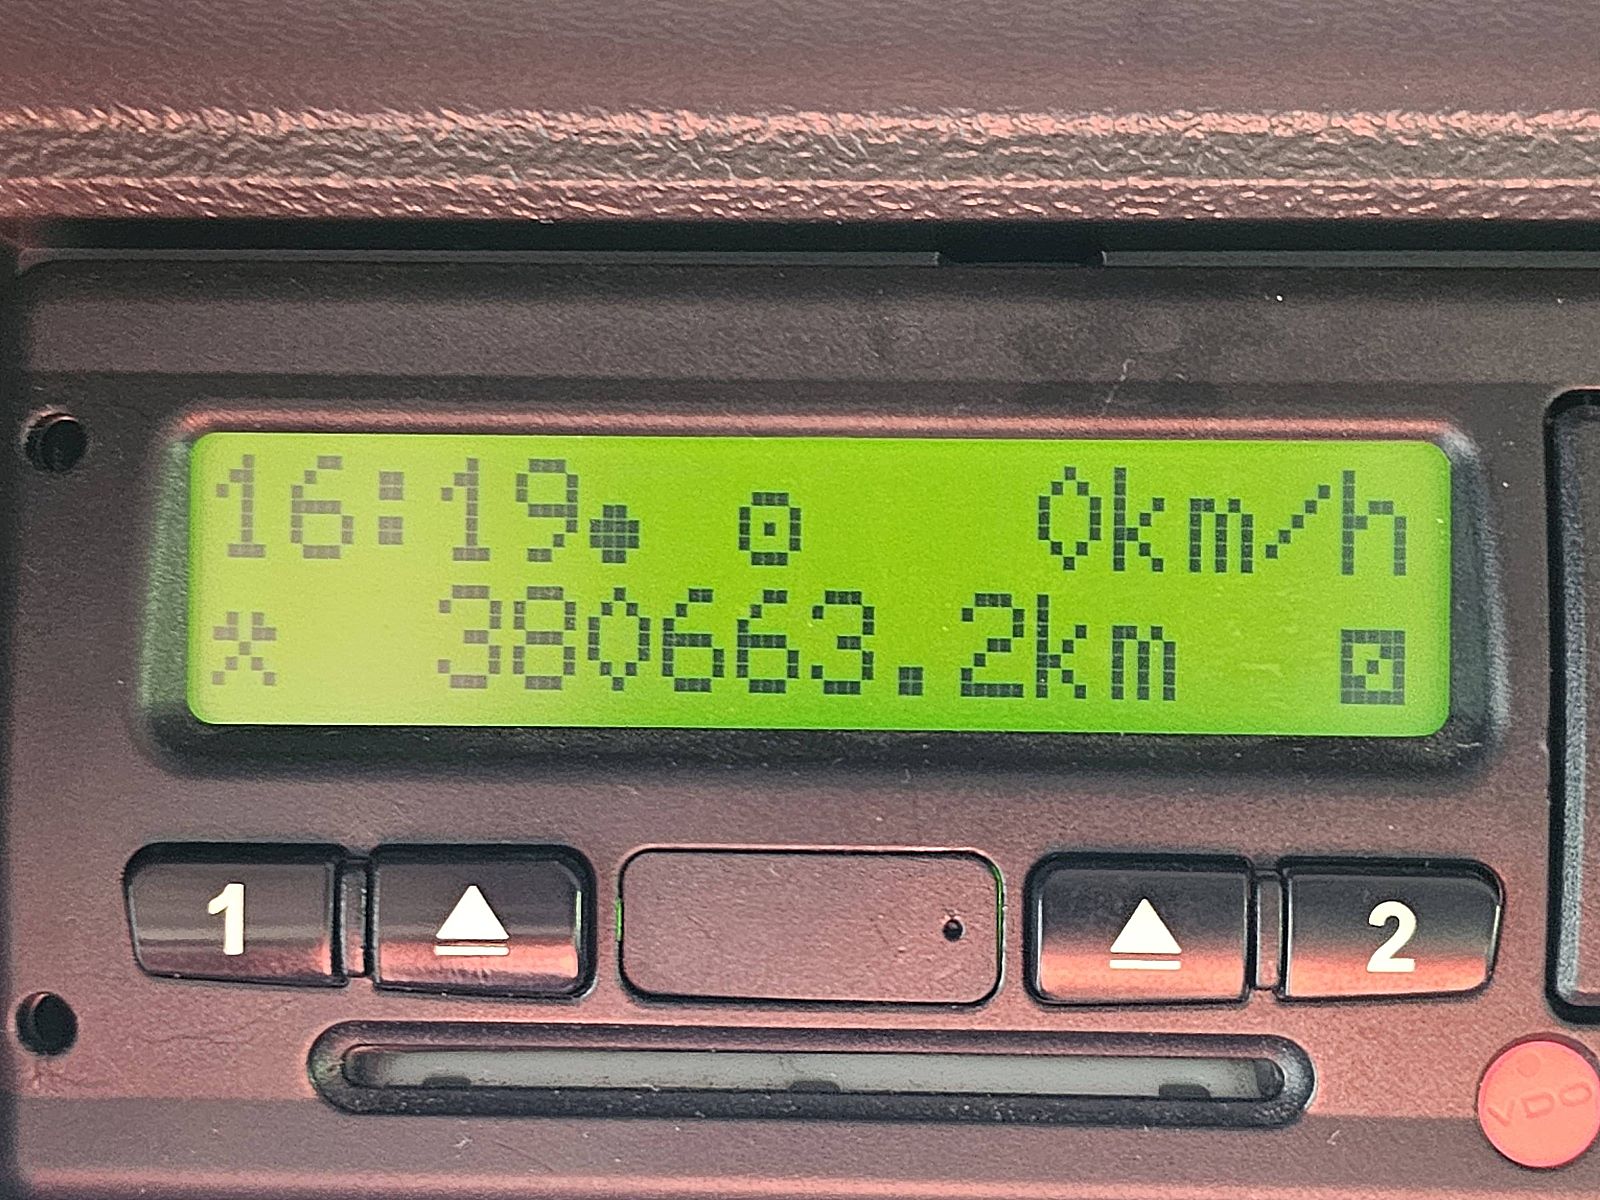 16:19● ⊙ 0km/h
380663.2km
1 2
VDO